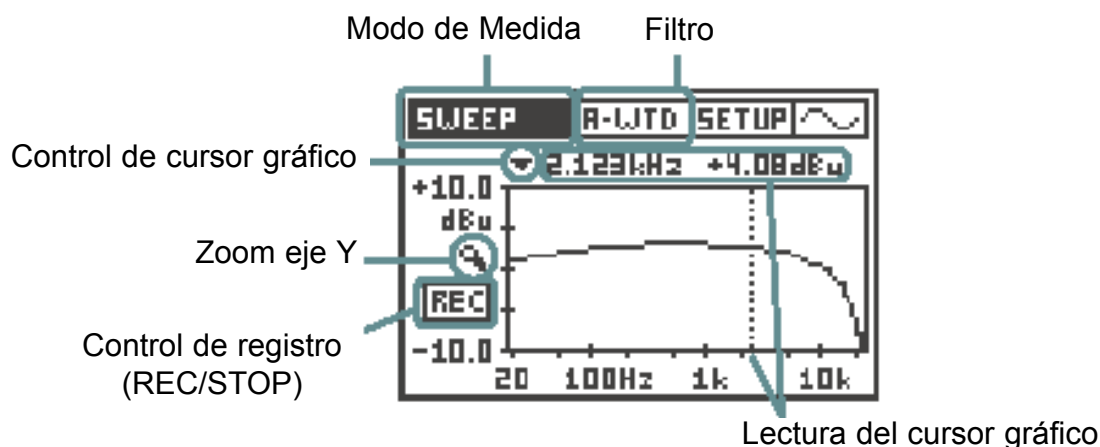 Modo de Medida
Filtro
SWEEP A-WTD SETUP
Control de cursor gráfico
2.123kHz +4.08dBu
+10.0
dBu
Zoom eje Y
REC
Control de registro
(REC/STOP)
-10.0
20 100Hz 1k 10k
Lectura del cursor gráfico